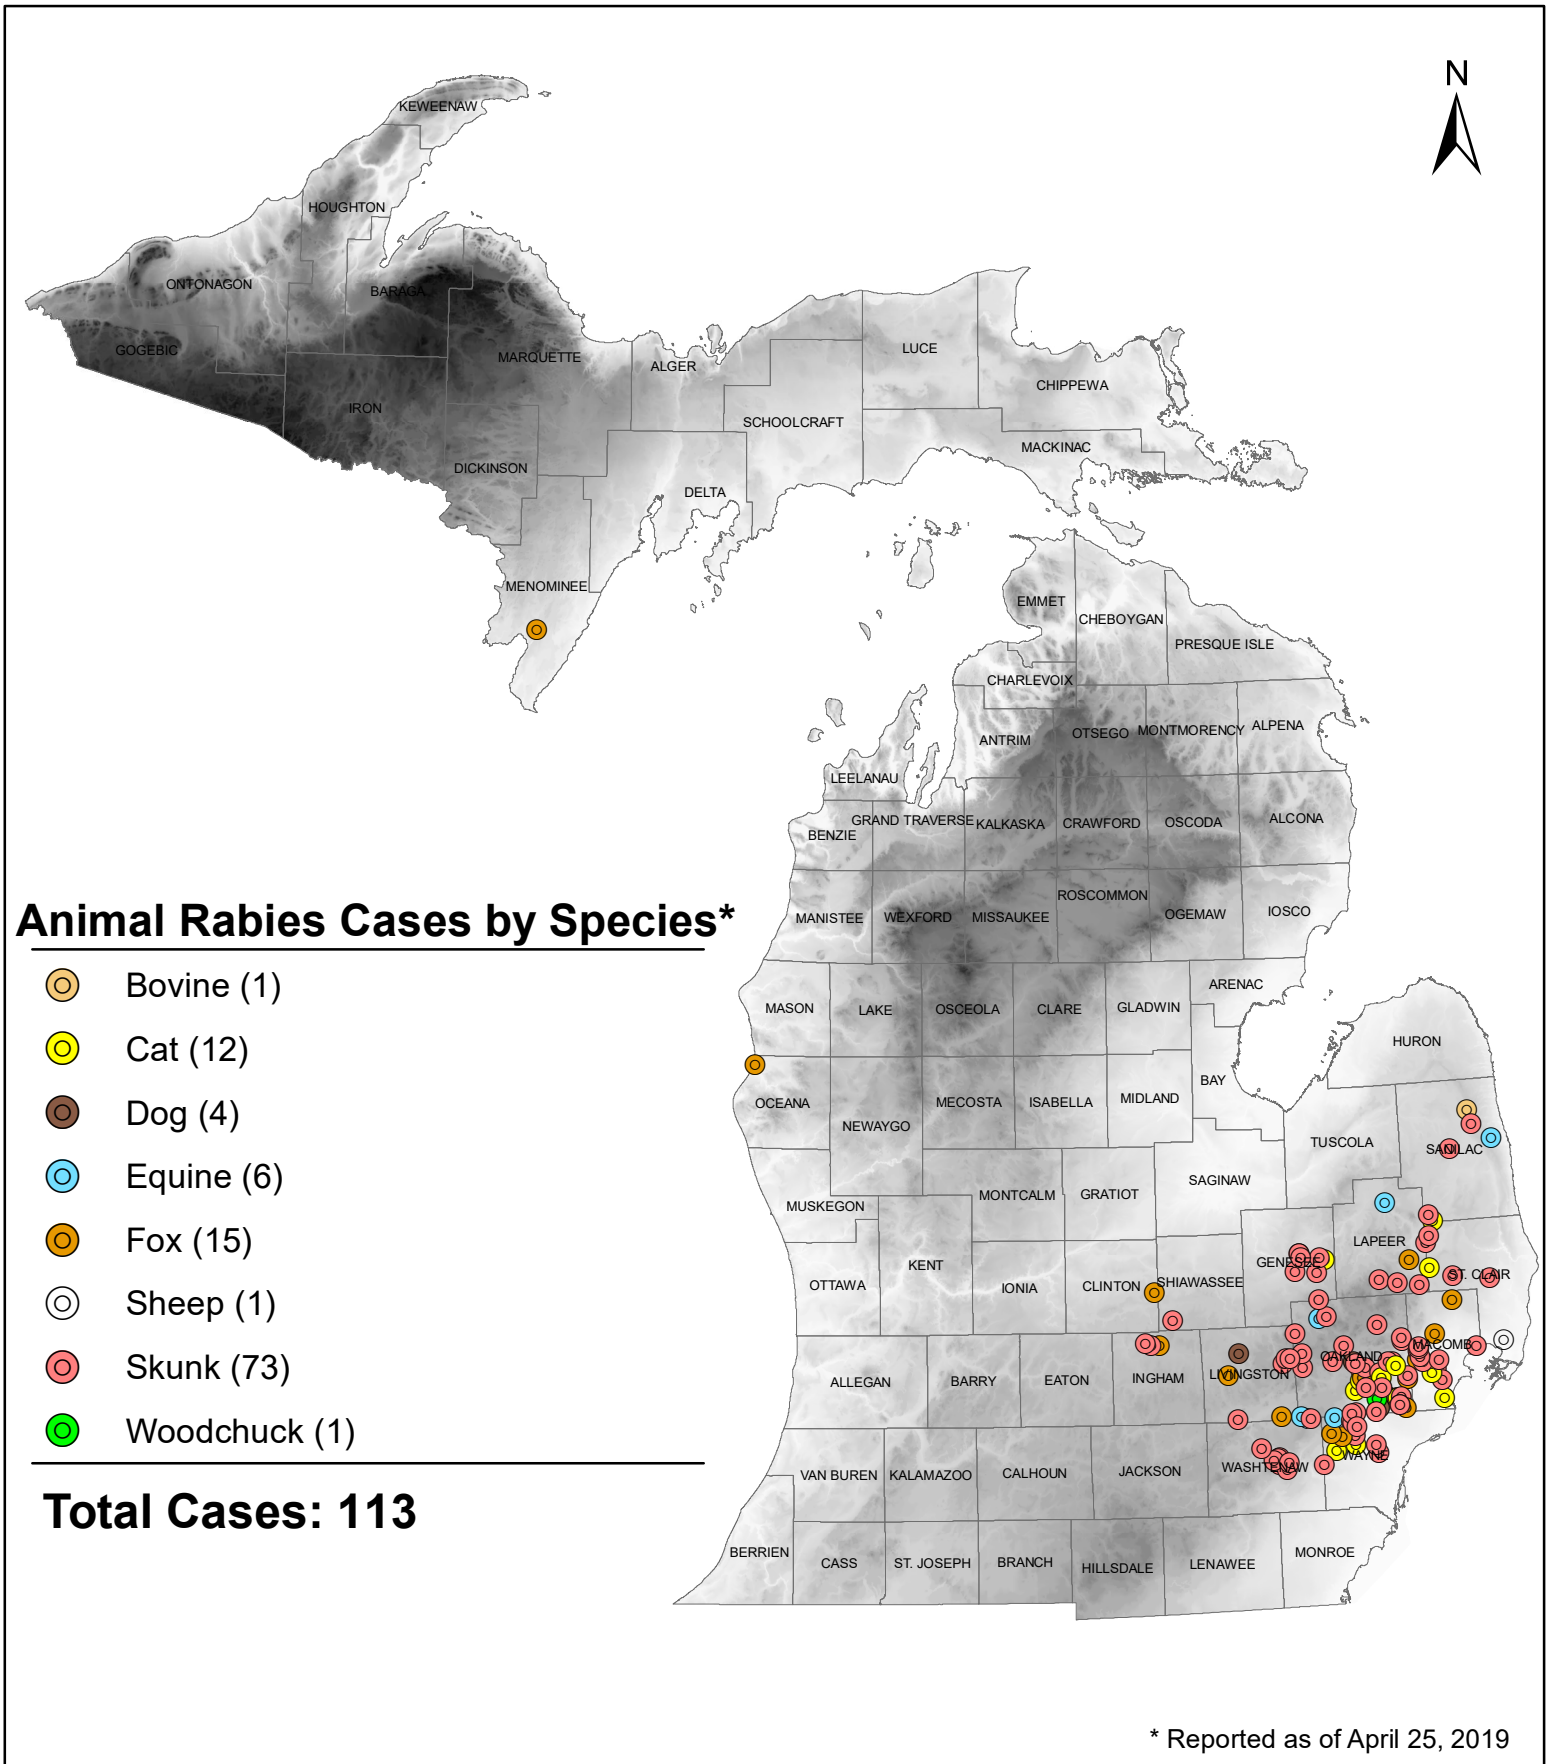 N
KEWEENAW
HOUGHTON
ONTONAGON
BARAGA
GOGEBIC
MARQUETTE
ALGER
LUCE
CHIPPEWA
IRON
SCHOOLCRAFT
MACKINAC
DICKINSON
DELTA
MENOMINEE
EMMET
CHEBOYGAN
PRESQUE ISLE
CHARLEVOIX
ANTRIM
OTSEGO
MONTMORENCY
ALPENA
LEELANAU
BENZIE
GRAND TRAVERSE
KALKASKA
CRAWFORD
OSCODA
ALCONA
MANISTEE
WEXFORD
MISSAUKEE
ROSCOMMON
OGEMAW
IOSCO
MASON
LAKE
OSCEOLA
CLARE
GLADWIN
ARENAC
HURON
OCEANA
NEWAYGO
MECOSTA
ISABELLA
MIDLAND
BAY
TUSCOLA
SANILAC
MUSKEGON
MONTCALM
GRATIOT
SAGINAW
LAPEER
GENESEE
ST. CLAIR
OTTAWA
KENT
IONIA
CLINTON
SHIAWASSEE
MACOMB
OAKLAND
LIVINGSTON
ALLEGAN
BARRY
EATON
INGHAM
VAN BUREN
KALAMAZOO
CALHOUN
JACKSON
WASHTENAW
WAYNE
BERRIEN
CASS
ST. JOSEPH
BRANCH
HILLSDALE
LENAWEE
MONROE
Animal Rabies Cases by Species*
Bovine (1)
Cat (12)
Dog (4)
Equine (6)
Fox (15)
Sheep (1)
Skunk (73)
Woodchuck (1)
Total Cases: 113
* Reported as of April 25, 2019